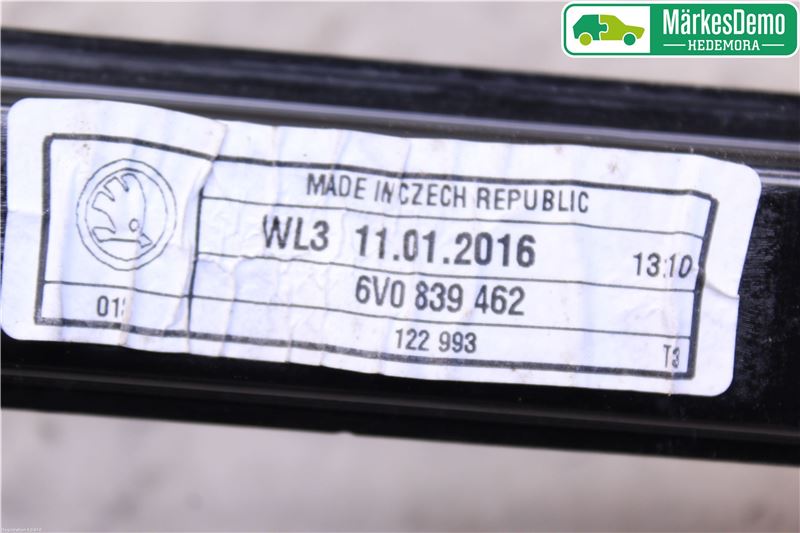 MärkesDemo
HEDEMORA
MADE IN CZECH REPUBLIC
WL3 11.01.2016 13:10
6V0 839 462
122 993 T3